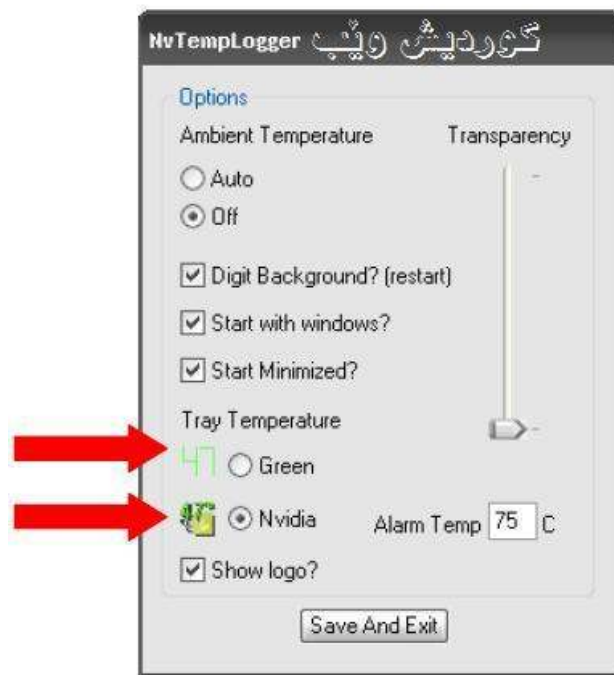 NvTempLogger كوردیش وێب
Options
Ambient Temperature
Transparency
Auto
Off
Digit Background? (restart)
Start with windows?
Start Minimized?
Tray Temperature
47
Green
Nvidia
Alarm Temp 75 C
Show logo?
Save And Exit